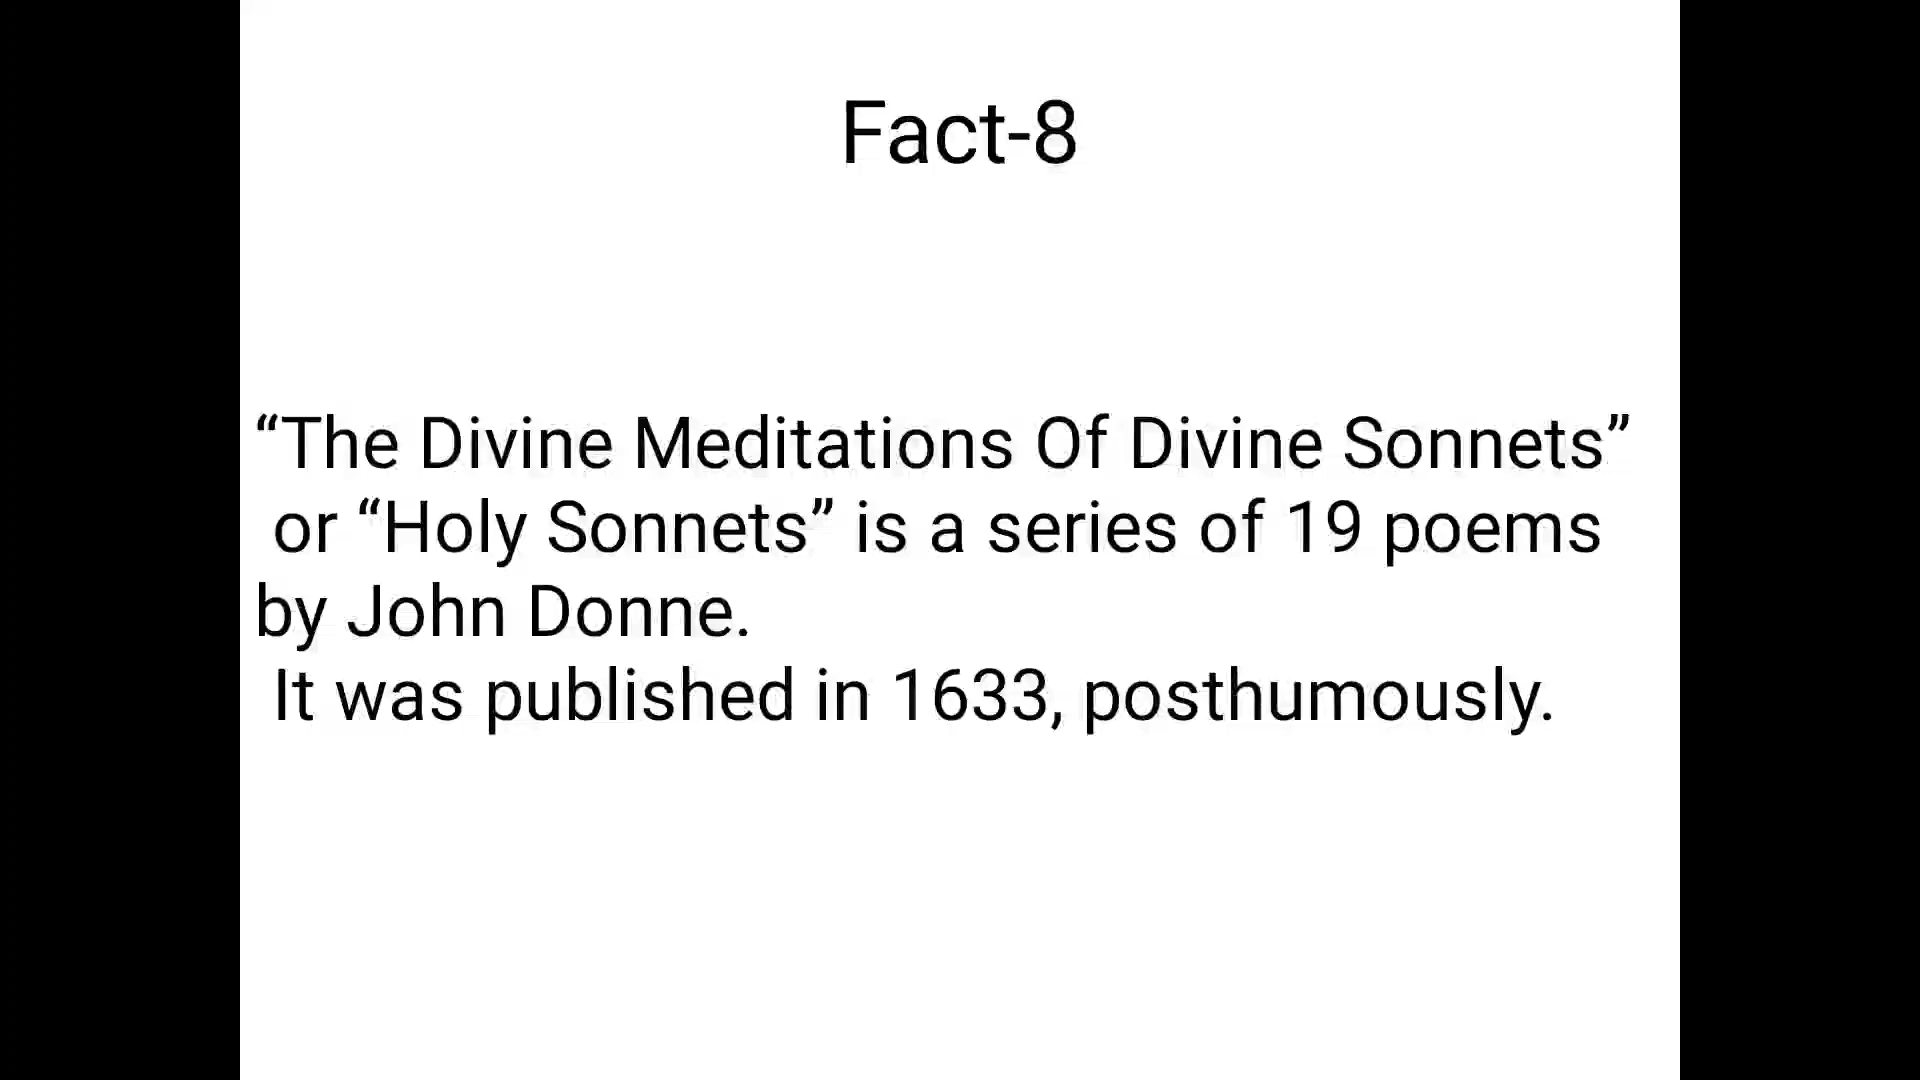 Fact-8
“The Divine Meditations Of Divine Sonnets”
or “Holy Sonnets” is a series of 19 poems
by John Donne.
It was published in 1633, posthumously.